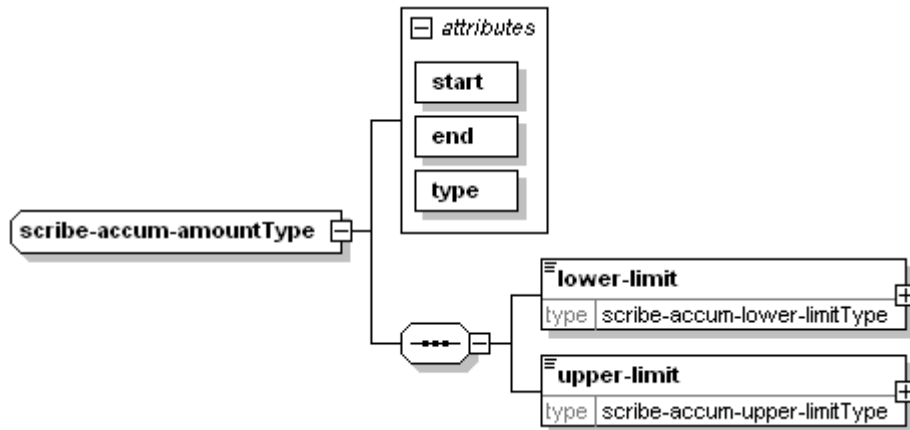 attributes
start
end
type
scribe-accum-amountType
lower-limit
type scribe-accum-lower-limitType
upper-limit
type scribe-accum-upper-limitType